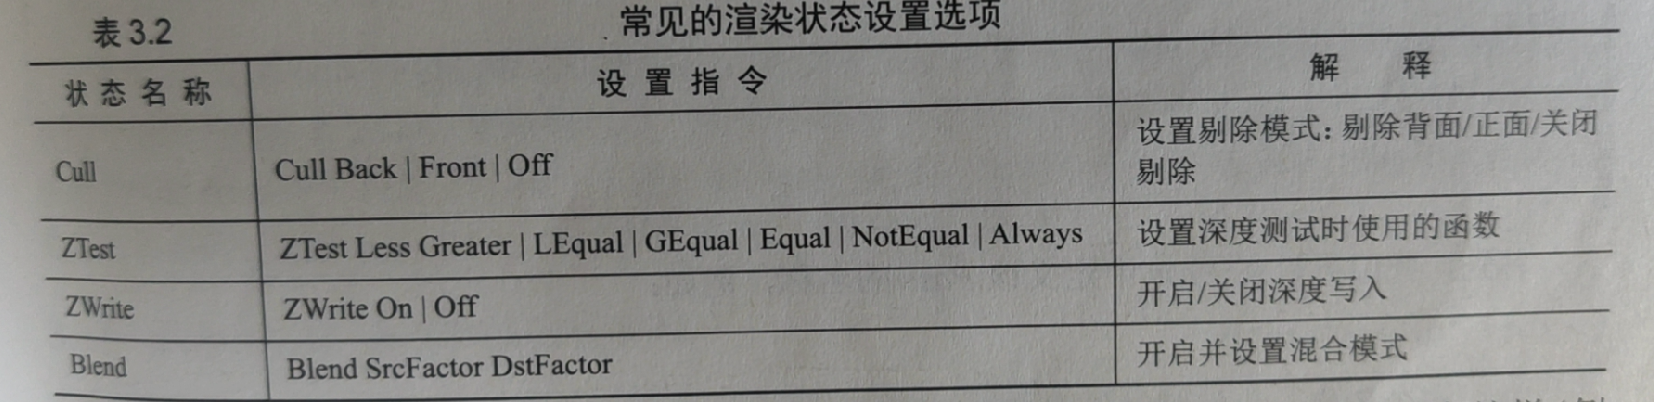 表 3.2
常见的渲染状态设置选项
状态名称
设置指令
解 释
Cull
Cull Back | Front | Off
设置剔除模式：剔除背面/正面/关闭
剔除
ZTest
ZTest Less Greater | LEqual | GEqual | Equal | NotEqual | Always
设置深度测试时使用的函数
ZWrite
ZWrite On | Off
开启/关闭深度写入
Blend
Blend SrcFactor DstFactor
开启并设置混合模式